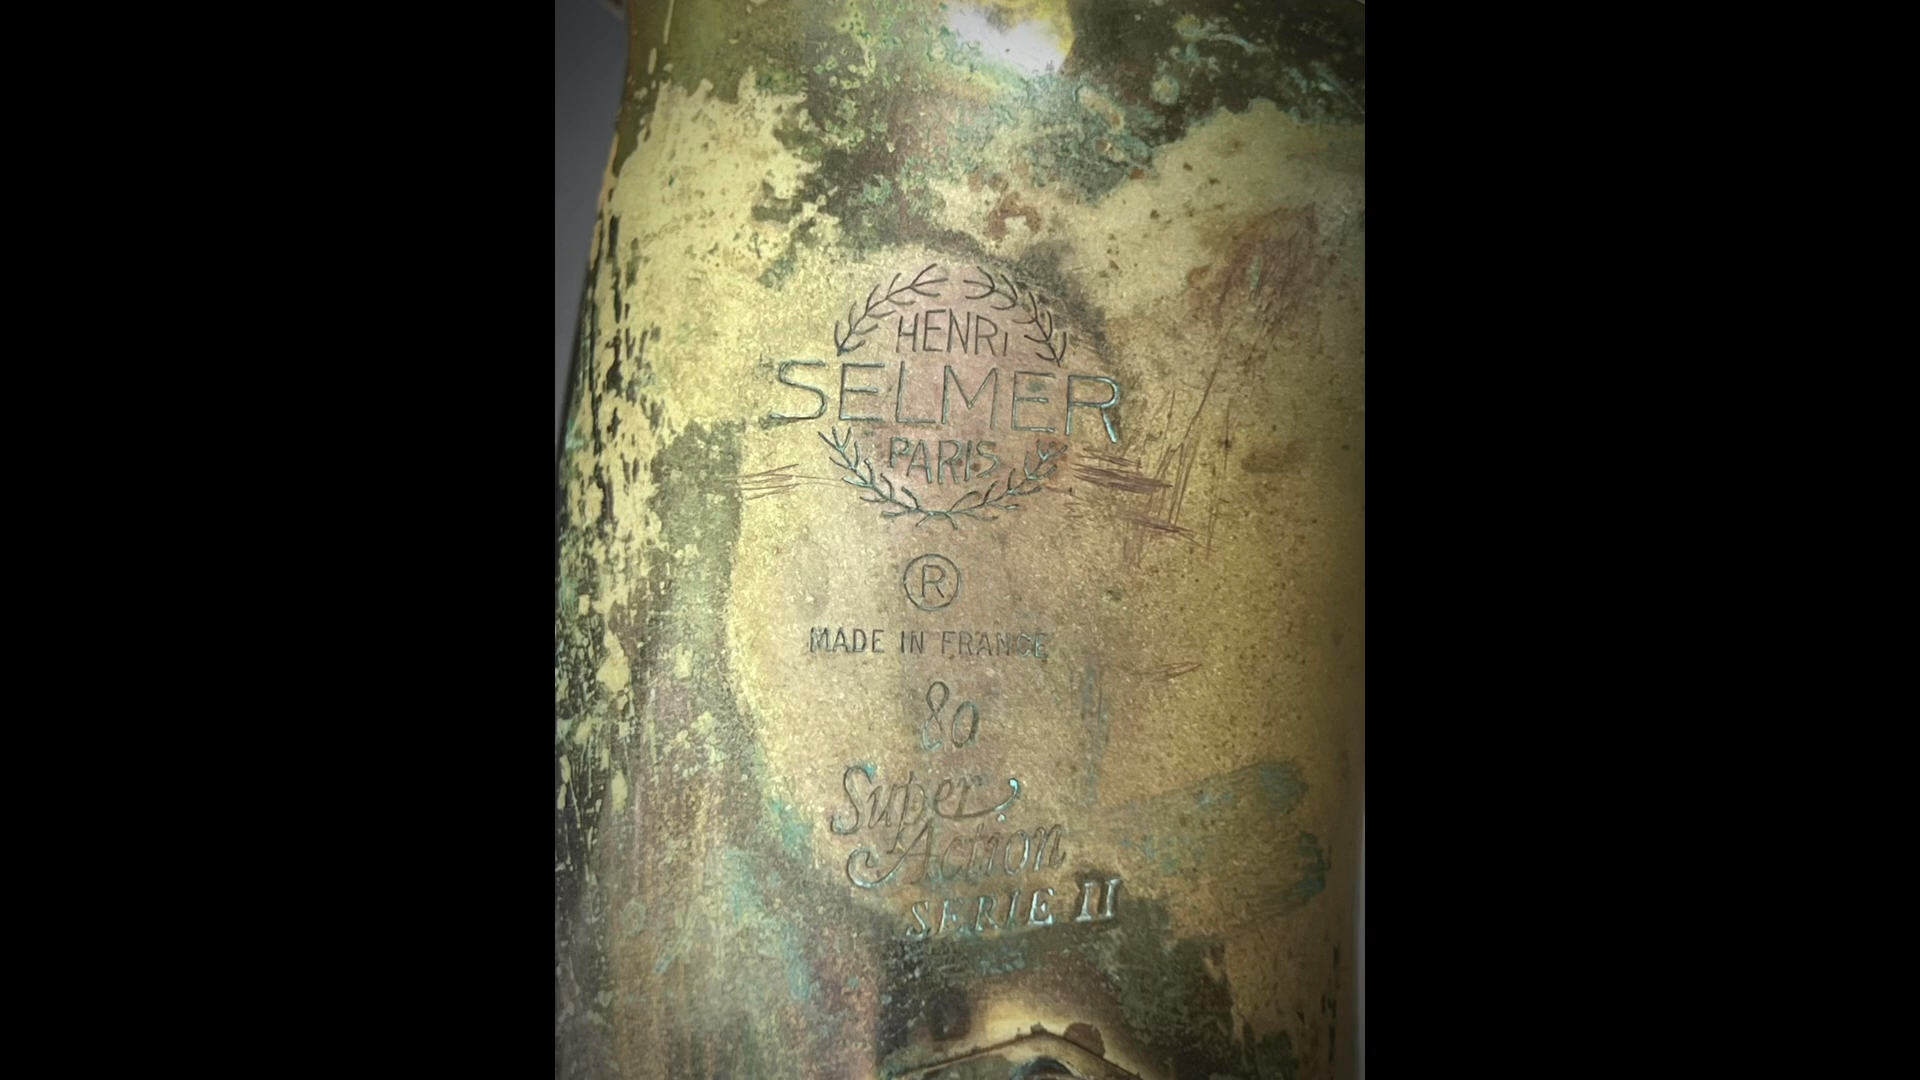 HENRI
SELMER
PARIS
®
MADE IN FRANCE
80
Super
Action
SERIE II